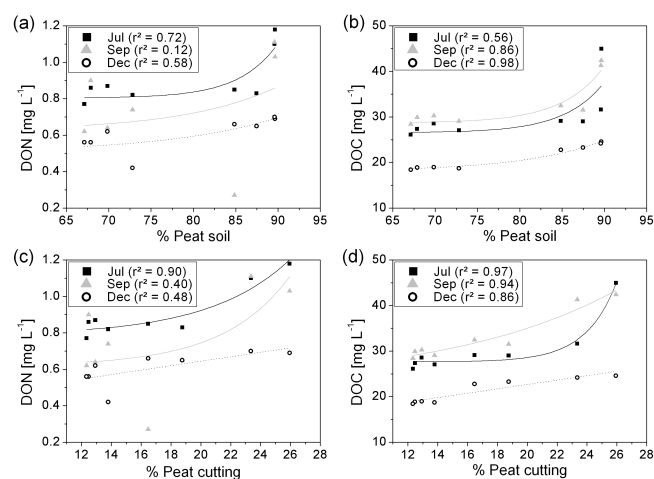 (a)
Jul (r² = 0.72)
Sep (r² = 0.12)
Dec (r² = 0.58)
DON [mg L⁻¹]
1.2
1.0
0.8
0.6
0.4
0.2
65 70 75 80 85 90 95
% Peat soil
(b)
Jul (r² = 0.56)
Sep (r² = 0.86)
Dec (r² = 0.98)
DOC [mg L⁻¹]
50
40
30
20
10
65 70 75 80 85 90 95
% Peat soil
(c)
Jul (r² = 0.90)
Sep (r² = 0.40)
Dec (r² = 0.48)
DON [mg L⁻¹]
1.2
1.0
0.8
0.6
0.4
0.2
12 14 16 18 20 22 24 26 28
% Peat cutting
(d)
Jul (r² = 0.97)
Sep (r² = 0.94)
Dec (r² = 0.86)
DOC [mg L⁻¹]
50
40
30
20
10
12 14 16 18 20 22 24 26 28
% Peat cutting